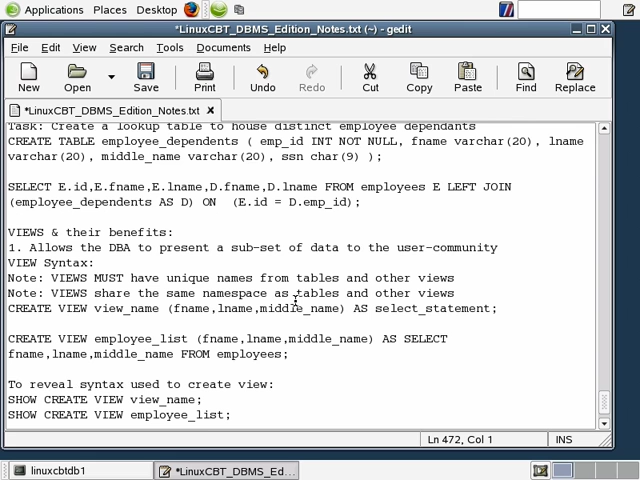 Applications Places Desktop
*LinuxCBT_DBMS_Edition_Notes.txt (~) - gedit
File Edit View Search Tools Documents Help
New Open Save Print Undo Redo Cut Copy Paste Find Replace
*LinuxCBT_DBMS_Edition_Notes.txt x
Task: Create a lookup table to house distinct employee dependants
CREATE TABLE employee_dependents ( emp_id INT NOT NULL, fname varchar(20), lname
varchar(20), middle_name varchar(20), ssn char(9) );
SELECT E.id,E.fname,E.lname,D.fname,D.lname FROM employees E LEFT JOIN
(employee_dependents AS D) ON  (E.id = D.emp_id);
VIEWS & their benefits:
1. Allows the DBA to present a sub-set of data to the user-community
VIEW Syntax:
Note: VIEWS MUST have unique names from tables and other views
Note: VIEWS share the same namespace as tables and other views
CREATE VIEW view_name (fname,lname,middle_name) AS select_statement;
CREATE VIEW employee_list (fname,lname,middle_name) AS SELECT
fname,lname,middle_name FROM employees;
To reveal syntax used to create view:
SHOW CREATE VIEW view_name;
SHOW CREATE VIEW employee_list;
Ln 472, Col 1 INS
linuxcbtdb1 *LinuxCBT_DBMS_Ed...